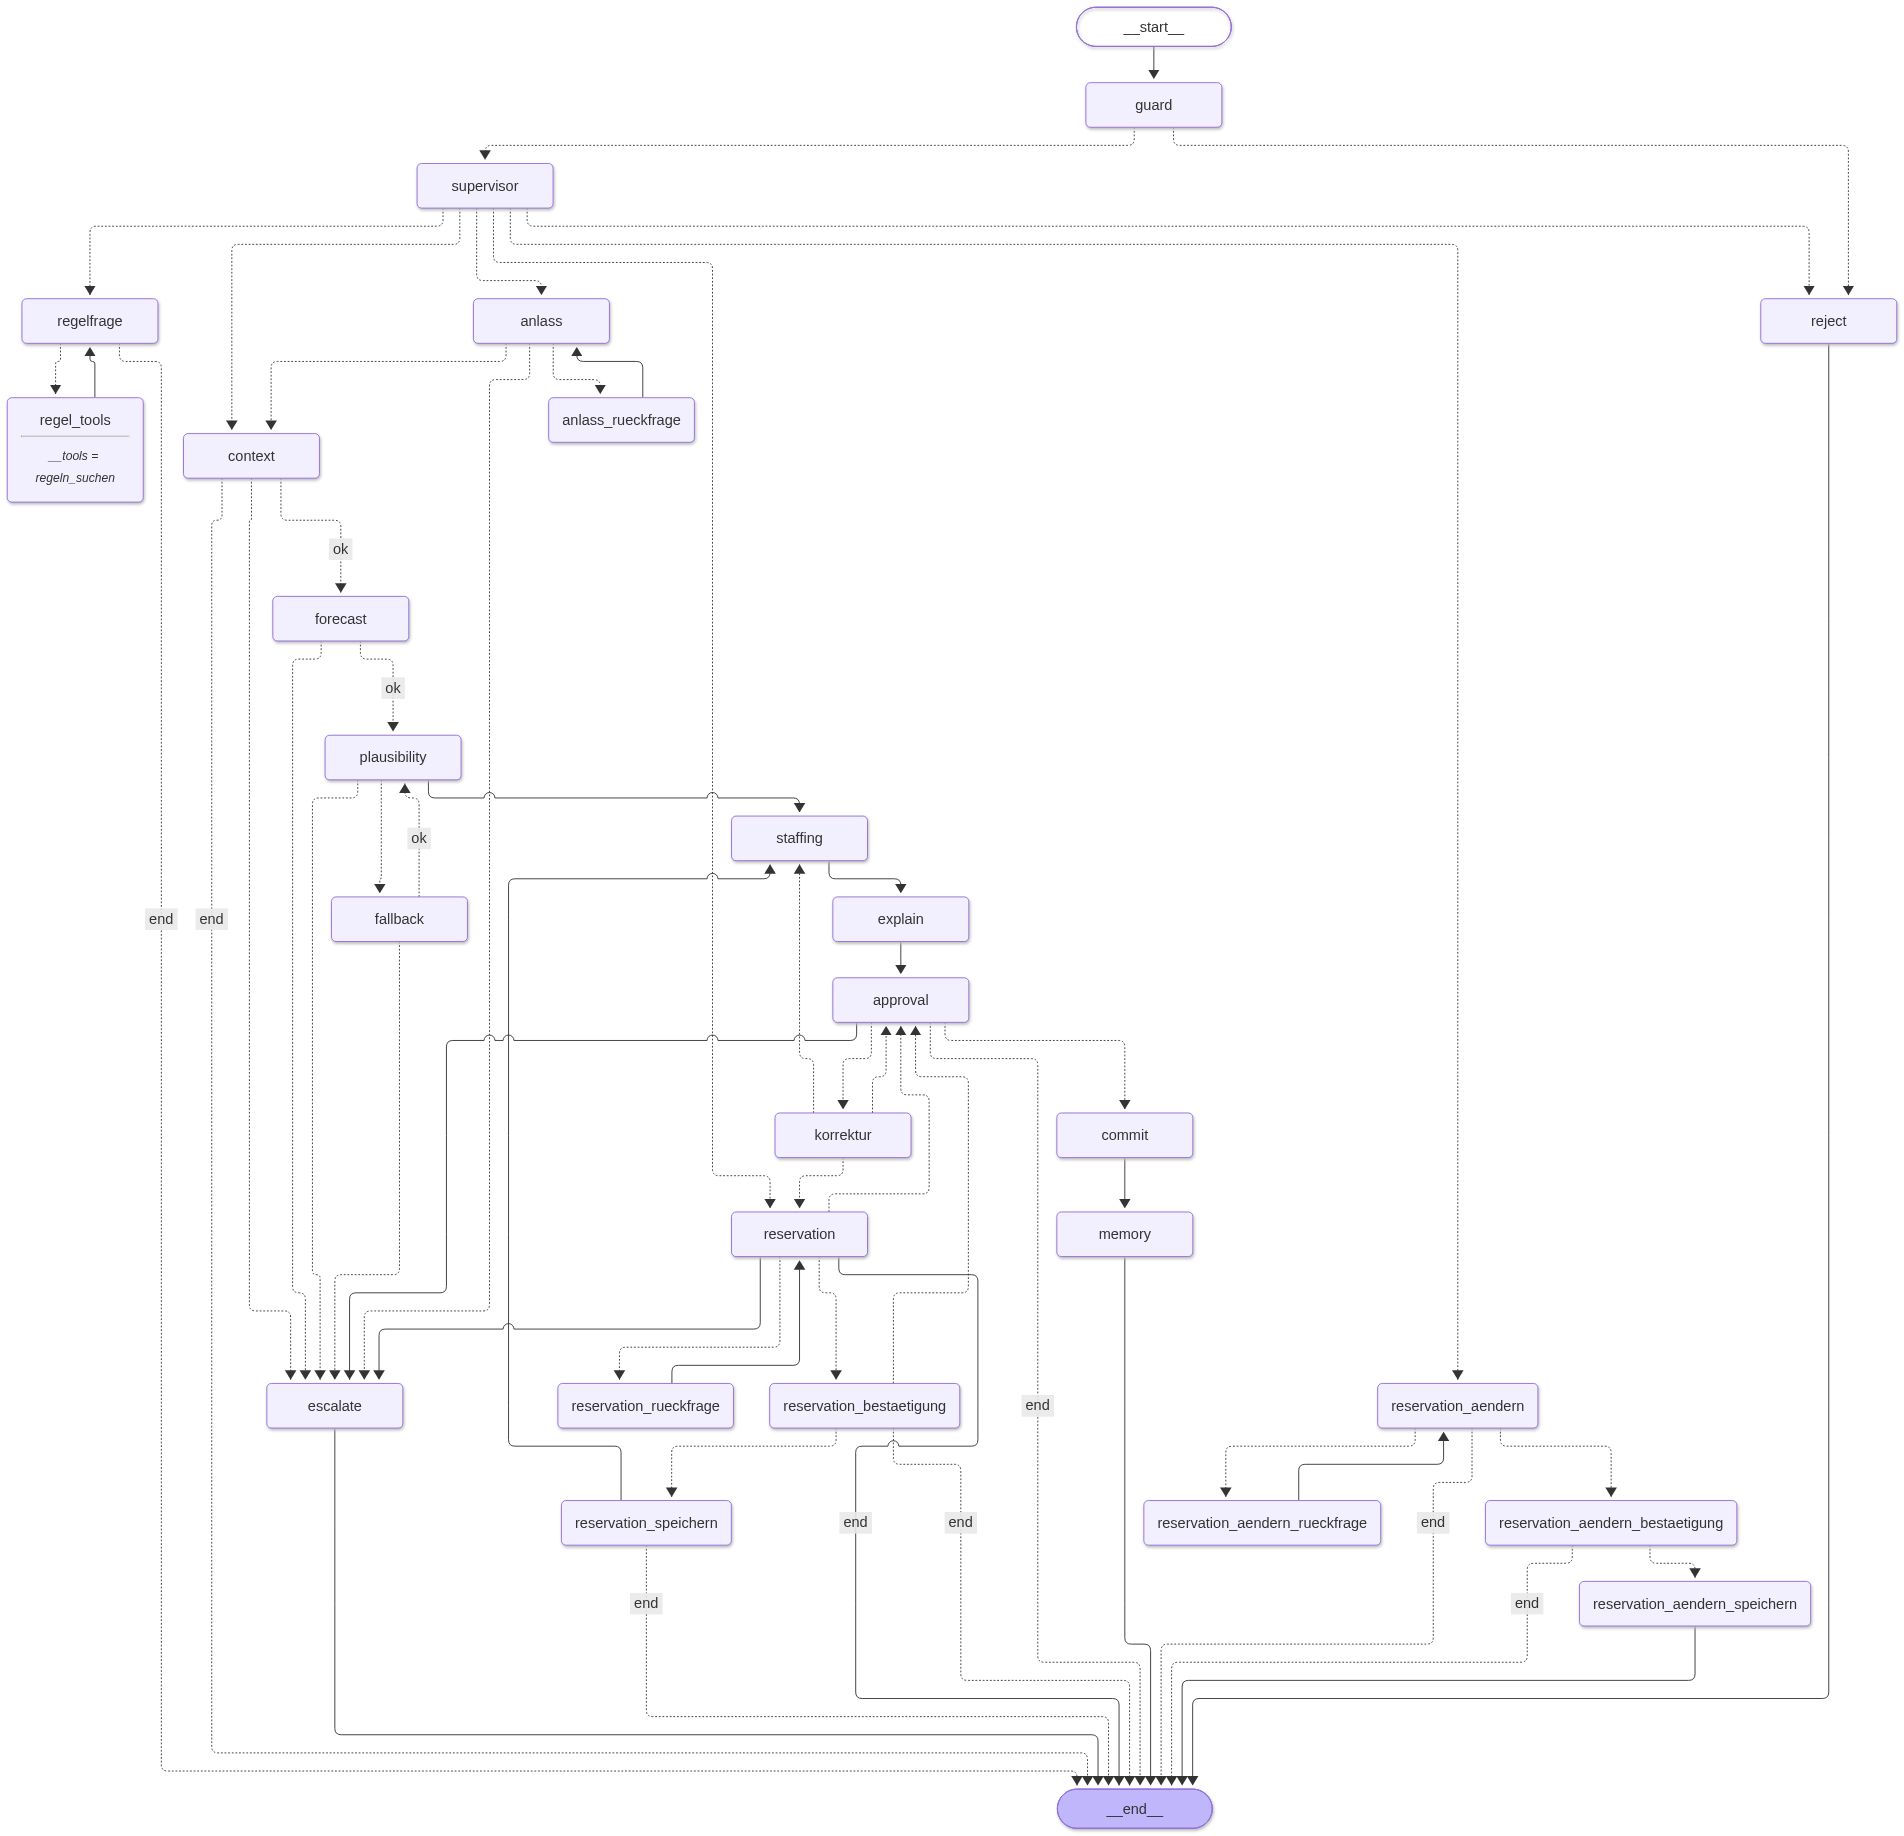 __start__
guard
supervisor
regelfrage
anlass
reject
regel_tools
__tools =
regeln_suchen
anlass_rueckfrage
context
ok
forecast
ok
plausibility
staffing
ok
end
end
fallback
explain
approval
korrektur
commit
reservation
memory
escalate
reservation_rueckfrage
reservation_bestaetigung
end
reservation_aendern
reservation_speichern
end
end
reservation_aendern_rueckfrage
end
reservation_aendern_bestaetigung
end
end
reservation_aendern_speichern
__end__